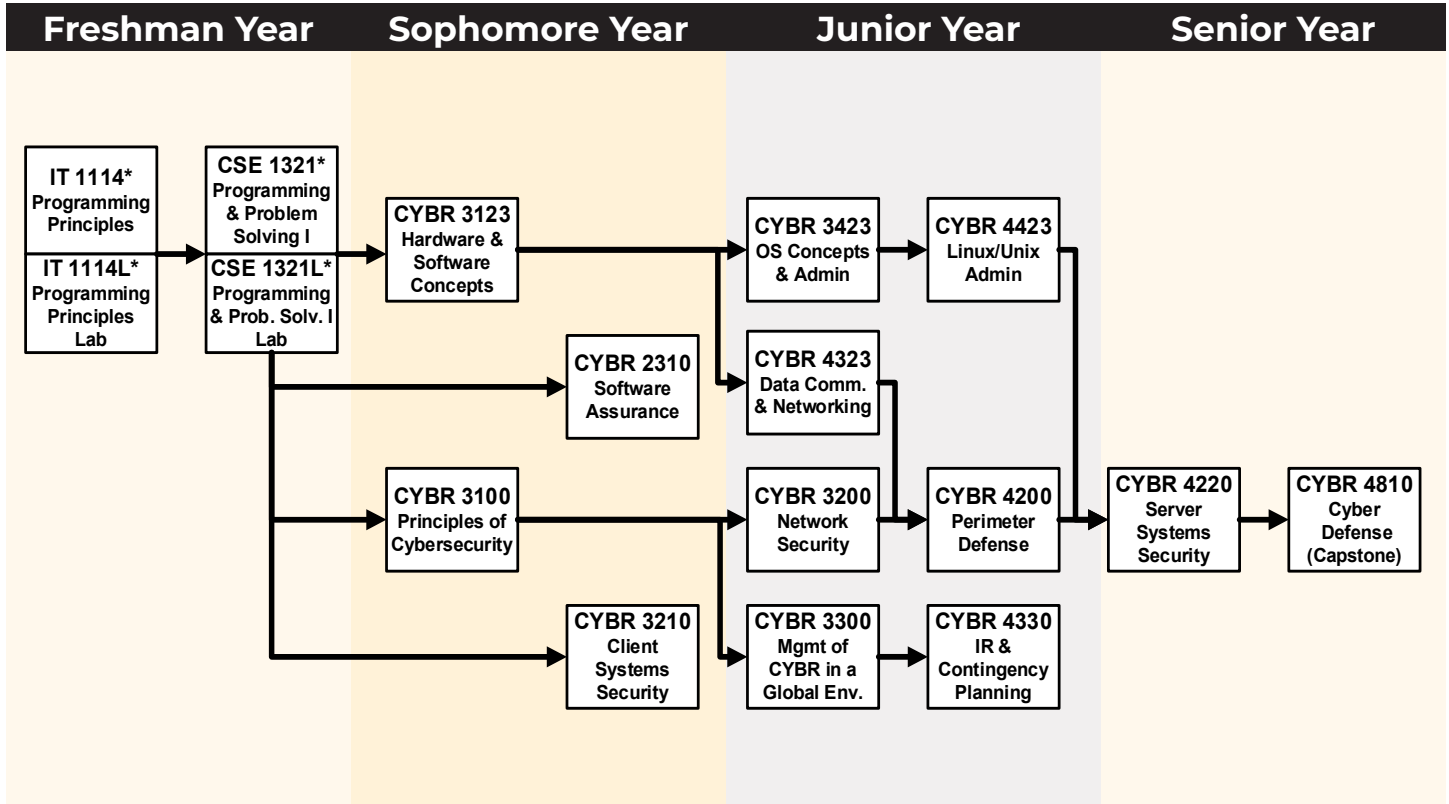 Freshman Year
Sophomore Year
Junior Year
Senior Year
IT 1114*
Programming
Principles
IT 1114L*
Programming
Principles
Lab
CSE 1321*
Programming
& Problem
Solving I
CSE 1321L*
Programming
& Prob. Solv. I
Lab
CYBR 3123
Hardware &
Software
Concepts
CYBR 2310
Software
Assurance
CYBR 3100
Principles of
Cybersecurity
CYBR 3210
Client
Systems
Security
CYBR 3423
OS Concepts
& Admin
CYBR 4423
Linux/Unix
Admin
CYBR 4323
Data Comm.
& Networking
CYBR 3200
Network
Security
CYBR 4200
Perimeter
Defense
CYBR 3300
Mgmt of
CYBR in a
Global Env.
CYBR 4330
IR &
Contingency
Planning
CYBR 4220
Server
Systems
Security
CYBR 4810
Cyber
Defense
(Capstone)